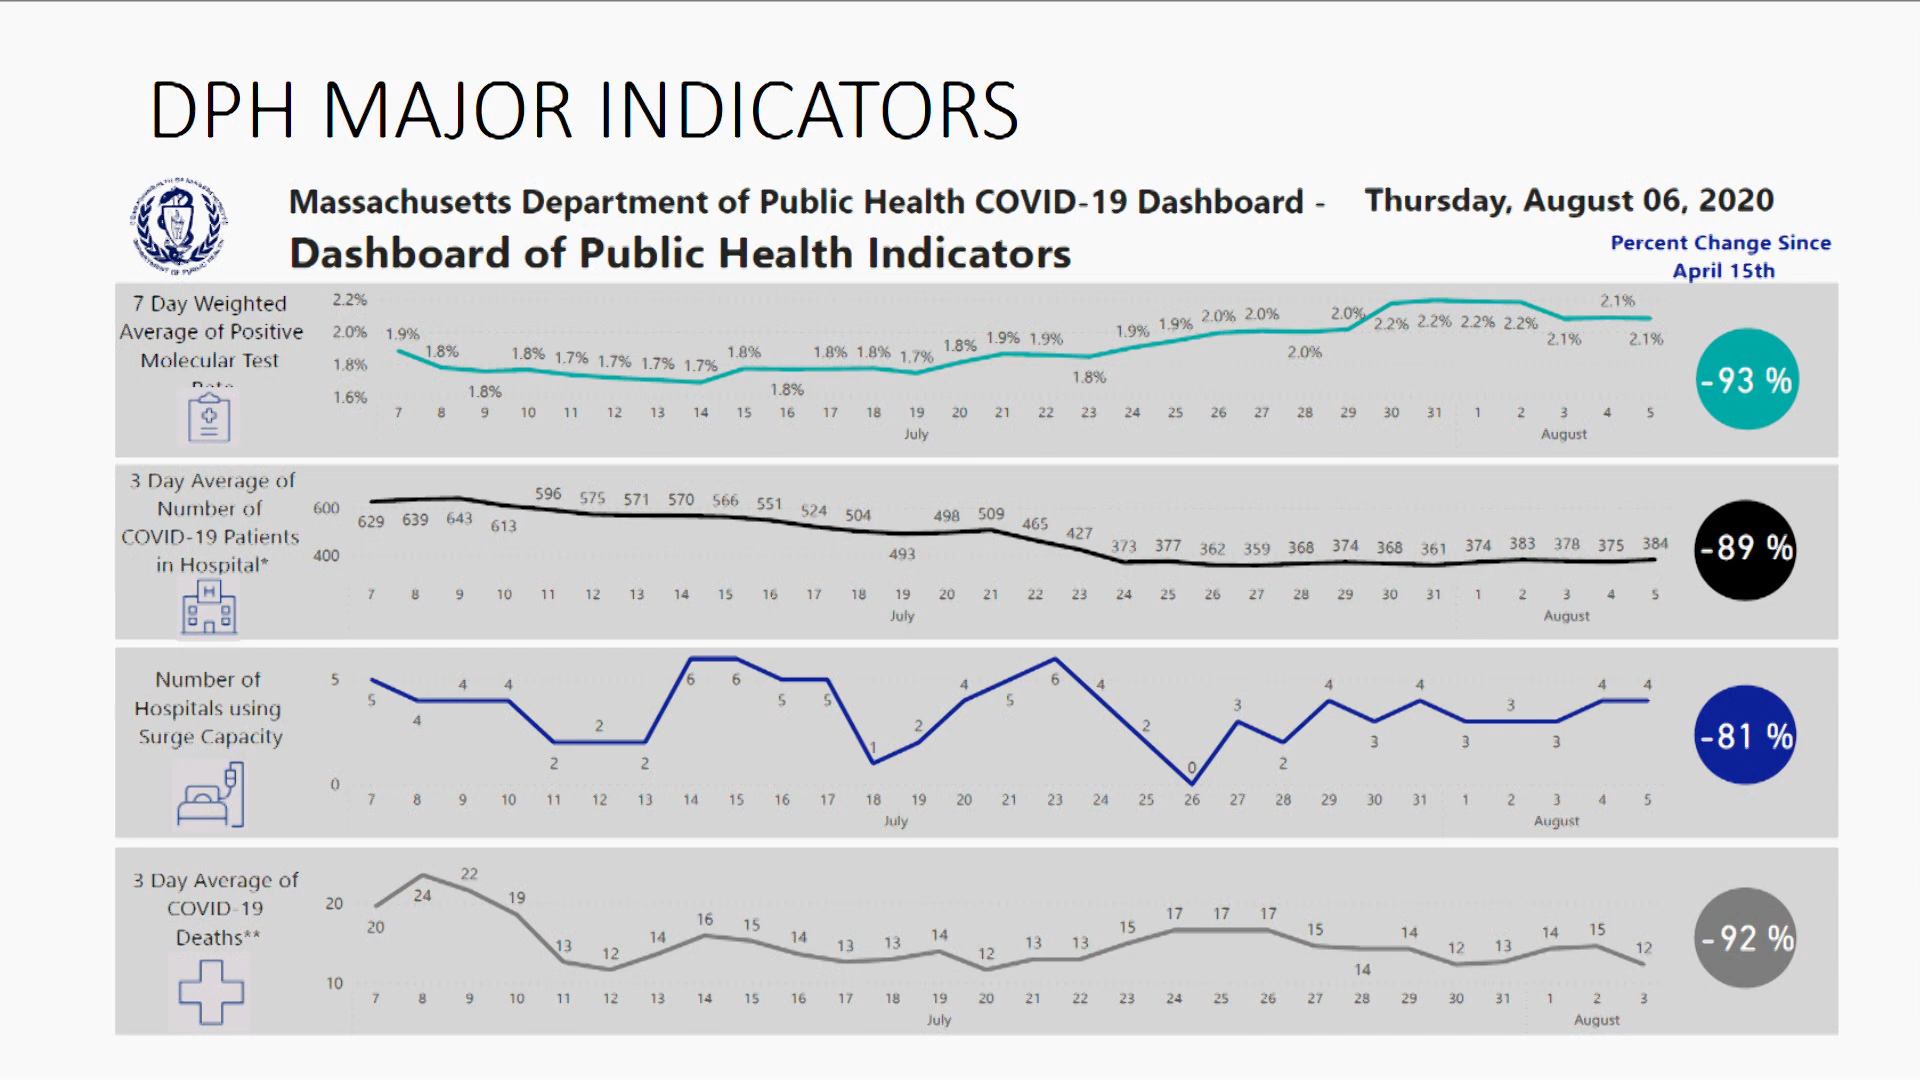 DPH MAJOR INDICATORS
Massachusetts Department of Public Health COVID-19 Dashboard - Thursday, August 06, 2020
Dashboard of Public Health Indicators
Percent Change Since
April 15th
7 Day Weighted
Average of Positive
Molecular Test
2.2%
2.0%
1.8%
1.6%
1.9% 1.8% 1.8% 1.8% 1.7% 1.7% 1.7% 1.7% 1.8% 1.8% 1.8% 1.8% 1.7% 1.8% 1.9% 1.9% 1.8% 1.9% 1.9% 2.0% 2.0% 2.0% 2.0% 2.2% 2.2% 2.2% 2.2% 2.1% 2.1% 2.1%
7 8 9 10 11 12 13 14 15 16 17 18 19 20 21 22 23 24 25 26 27 28 29 30 31 1 2 3 4 5
July August
-93 %
3 Day Average of
Number of
COVID-19 Patients
in Hospital*
H
600
400
629 639 643 613 596 575 571 570 566 551 524 504 493 498 509 465 427 373 377 362 359 368 374 368 361 374 383 378 375 384
7 8 9 10 11 12 13 14 15 16 17 18 19 20 21 22 23 24 25 26 27 28 29 30 31 1 2 3 4 5
July August
-89 %
Number of
Hospitals using
Surge Capacity
5
0
5 4 4 4 2 2 2 6 6 5 5 1 2 4 5 6 4 2 0 3 2 4 3 4 3 3 3 4 4
7 8 9 10 11 12 13 14 15 16 17 18 19 20 21 23 24 25 26 27 28 29 30 31 1 2 3 4 5
July August
-81 %
3 Day Average of
COVID-19
Deaths**
20
10
20 24 22 19 13 12 14 16 15 14 13 13 14 12 13 13 15 17 17 17 15 14 14 12 13 14 15 12
7 8 9 10 11 12 13 14 15 16 17 18 19 20 21 22 23 24 25 26 27 28 29 30 31 1 2 3
July August
-92 %